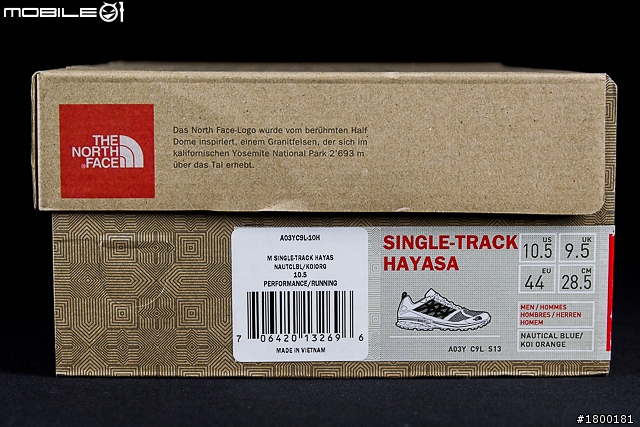 MOBILE01
THE
NORTH
FACE
Das North Face-Logo wurde vom berühmten Half
Dome inspiriert, einem Granitfelsen, der sich im
kalifornischen Yosemite National Park 2'693 m
über das Tal erhebt.
A03YC9L-10H
M SINGLE-TRACK HAYAS
NAUTCLBL/KOIORG
10.5
PERFORMANCE/RUNNING
7 06420 13269 6
MADE IN VIETNAM
SINGLE-TRACK
HAYASA
US
10.5
UK
9.5
EU
44
CM
28.5
MEN / HOMMES
HOMBRES / HERREN
HOMEM
NAUTICAL BLUE/
KOI ORANGE
A03Y C9L S13
#1800181